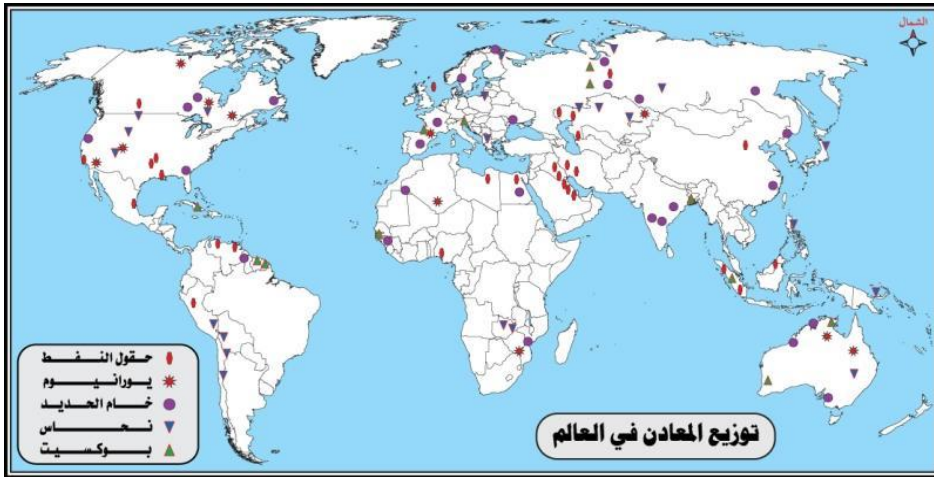 الشمال
حقول النفط
يورانيوم
خام الحديد
نحاس
بوكسيت
توزيع المعادن في العالم